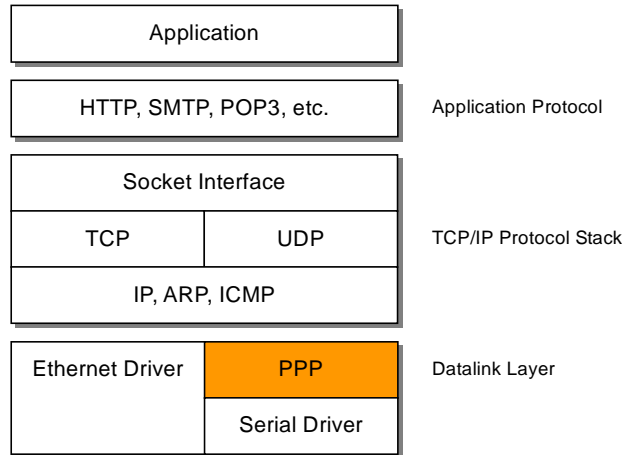 Application
HTTP, SMTP, POP3, etc.
Application Protocol
Socket Interface
TCP
UDP
TCP/IP Protocol Stack
IP, ARP, ICMP
Ethernet Driver
PPP
Datalink Layer
Serial Driver